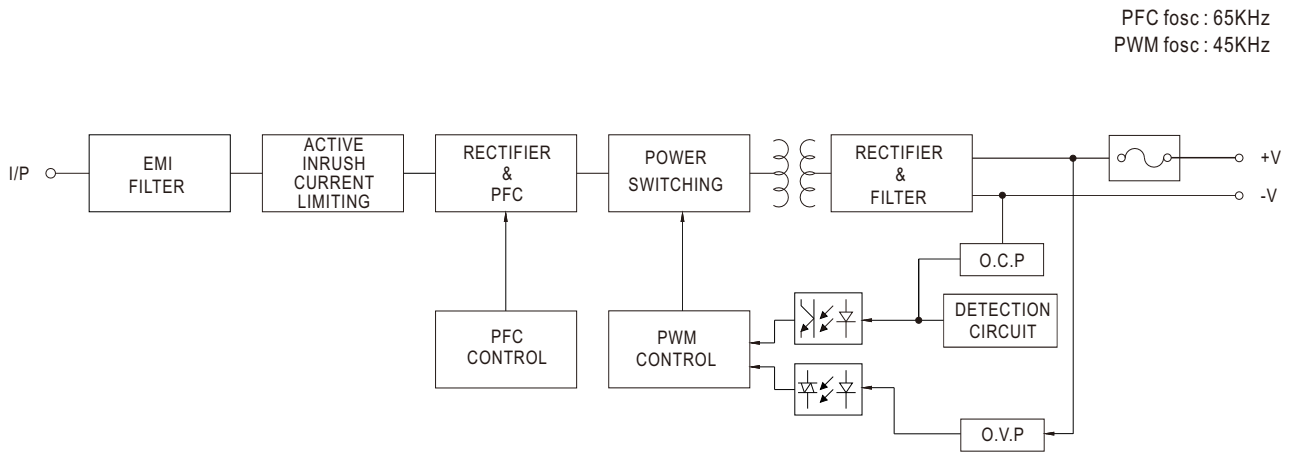 PFC fosc : 65KHz
PWM fosc : 45KHz
I/P
EMI
FILTER
ACTIVE
INRUSH
CURRENT
LIMITING
RECTIFIER
&
PFC
POWER
SWITCHING
RECTIFIER
&
FILTER
+V
-V
O.C.P
DETECTION
CIRCUIT
PFC
CONTROL
PWM
CONTROL
O.V.P